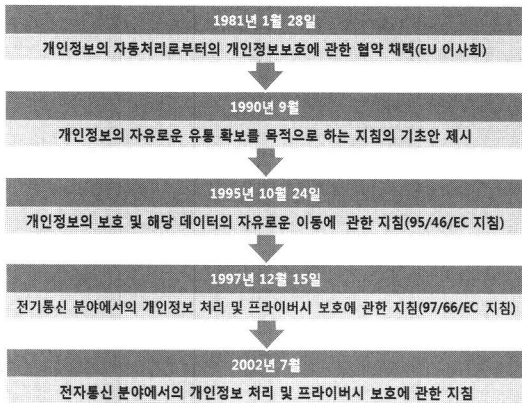 1981년 1월 28일
개인정보의 자동처리로부터의 개인정보보호에 관한 협약 채택(EU 이사회)
1990년 9월
개인정보의 자유로운 유통 확보를 목적으로 하는 지침의 기초안 제시
1995년 10월 24일
개인정보의 보호 및 해당 데이터의 자유로운 이동에 관한 지침(95/46/EC 지침)
1997년 12월 15일
전기통신 분야에서의 개인정보 처리 및 프라이버시 보호에 관한 지침(97/66/EC 지침)
2002년 7월
전자통신 분야에서의 개인정보 처리 및 프라이버시 보호에 관한 지침